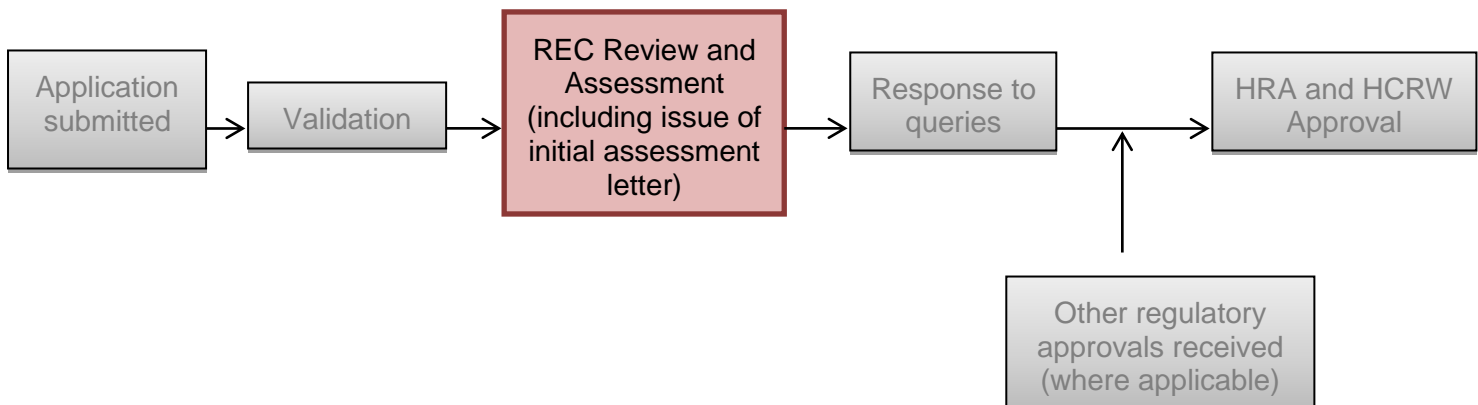 Application
submitted
Validation
REC Review and
Assessment
(including issue of
initial assessment
letter)
Response to
queries
HRA and HCRW
Approval
Other regulatory
approvals received
(where applicable)